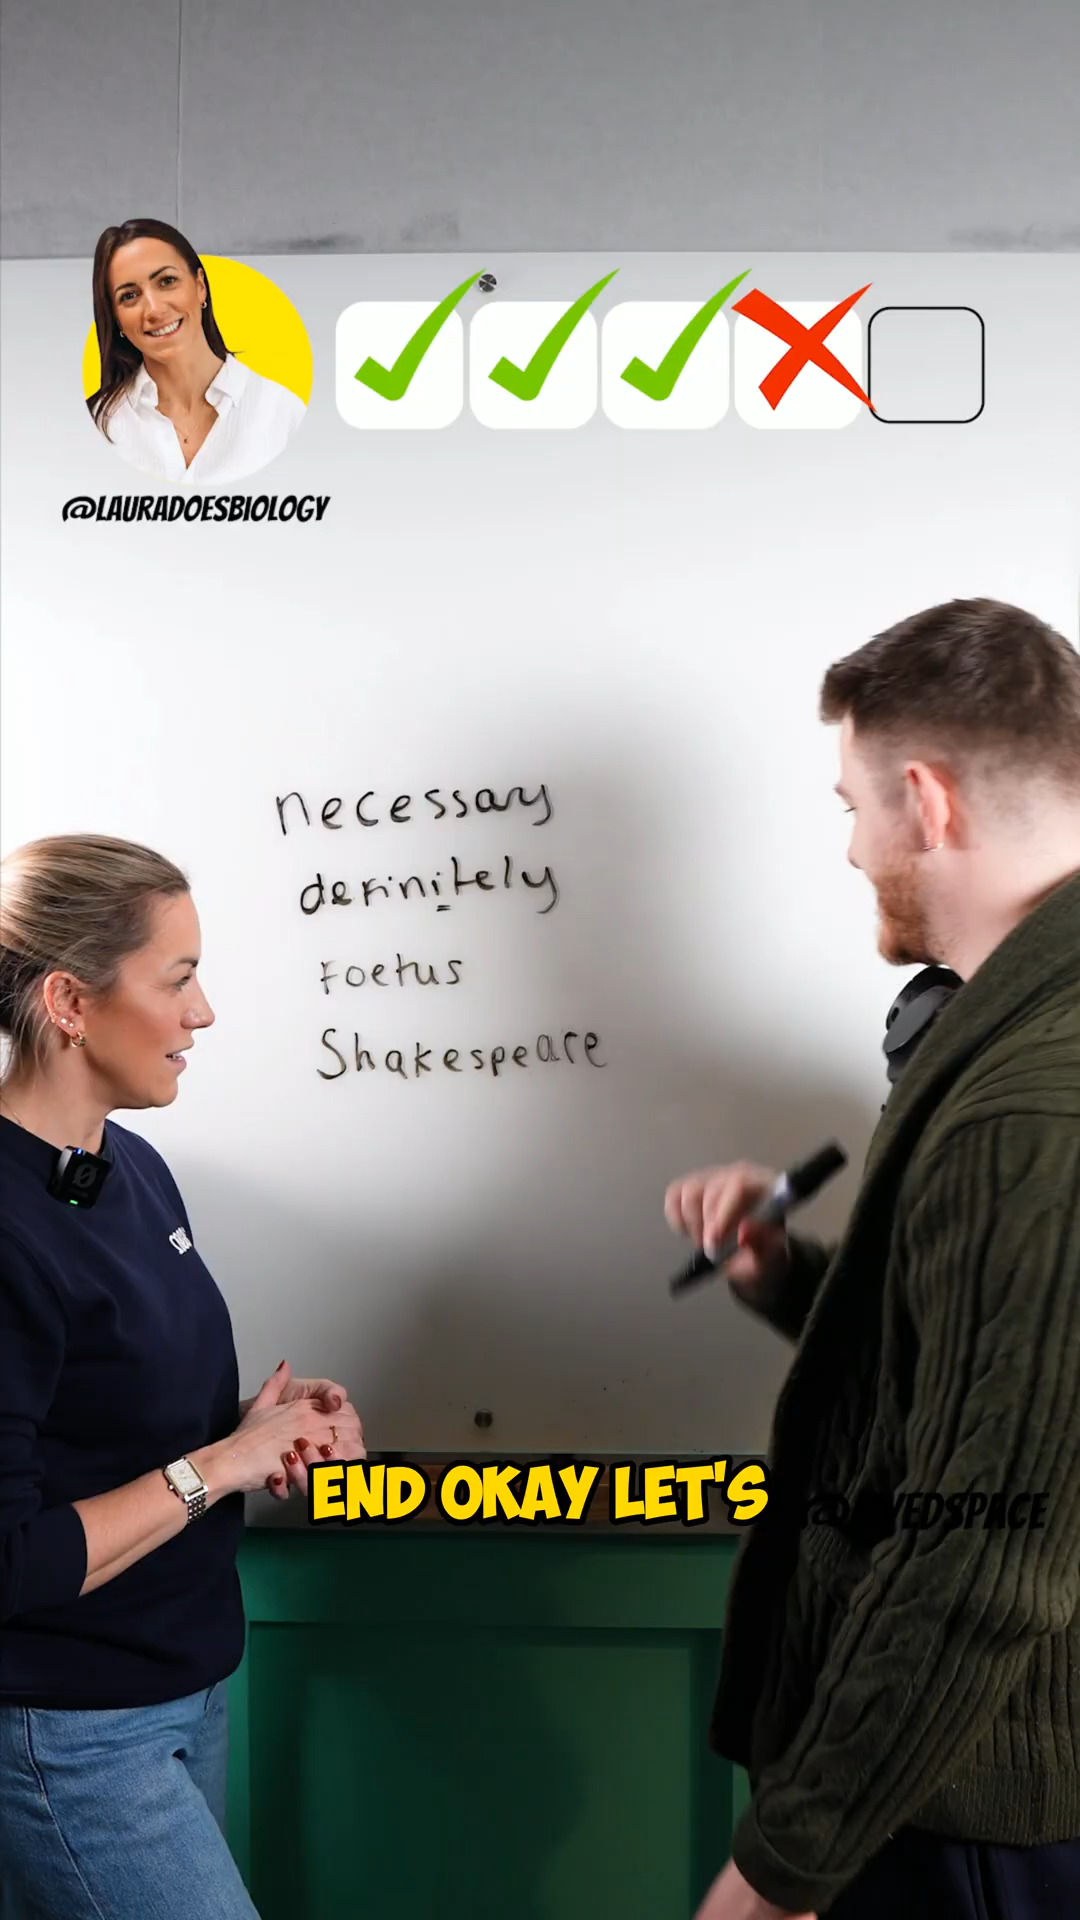 @LAURADOESBIOLOGY
necessary
definitely
Foetus
Shakespeare
END OKAY LET'S